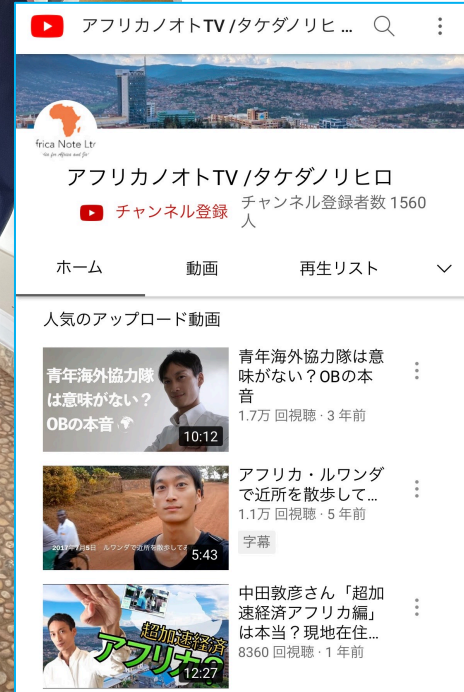 アフリカノオトTV /タケダノリヒ ...
frica Note Ltd
アフリカノオトTV /タケダノリヒロ
チャンネル登録
チャンネル登録者数 1560
人
ホーム
動画
再生リスト
人気のアップロード動画
青年海外協力隊
は意味がない？
OBの本音
10:12
青年海外協力隊は意
味がない？OBの本
音
1.7万 回視聴・3 年前
2017年7月5日 ルワンダで近所を散歩してみ
5:43
アフリカ・ルワンダ
で近所を散歩して...
1.1万 回視聴・5 年前
字幕
超加速経済
アフリカ?
12:27
中田敦彦さん「超加
速経済アフリカ編」
は本当？現地在住...
8360 回視聴・1 年前